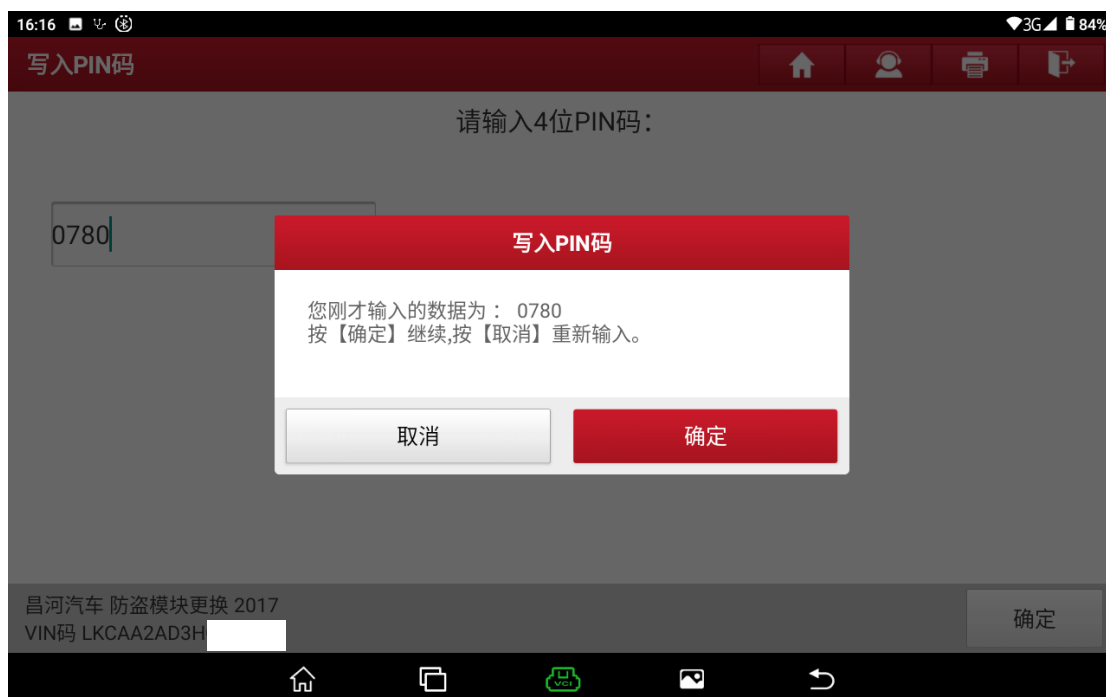 16:16 3G 84%
写入PIN码
请输入4位PIN码：
0780
写入PIN码
您刚才输入的数据为： 0780
按【确定】继续,按【取消】重新输入。
取消 确定
昌河汽车 防盗模块更换 2017
VIN码 LKCAA2AD3H
确定
VCI